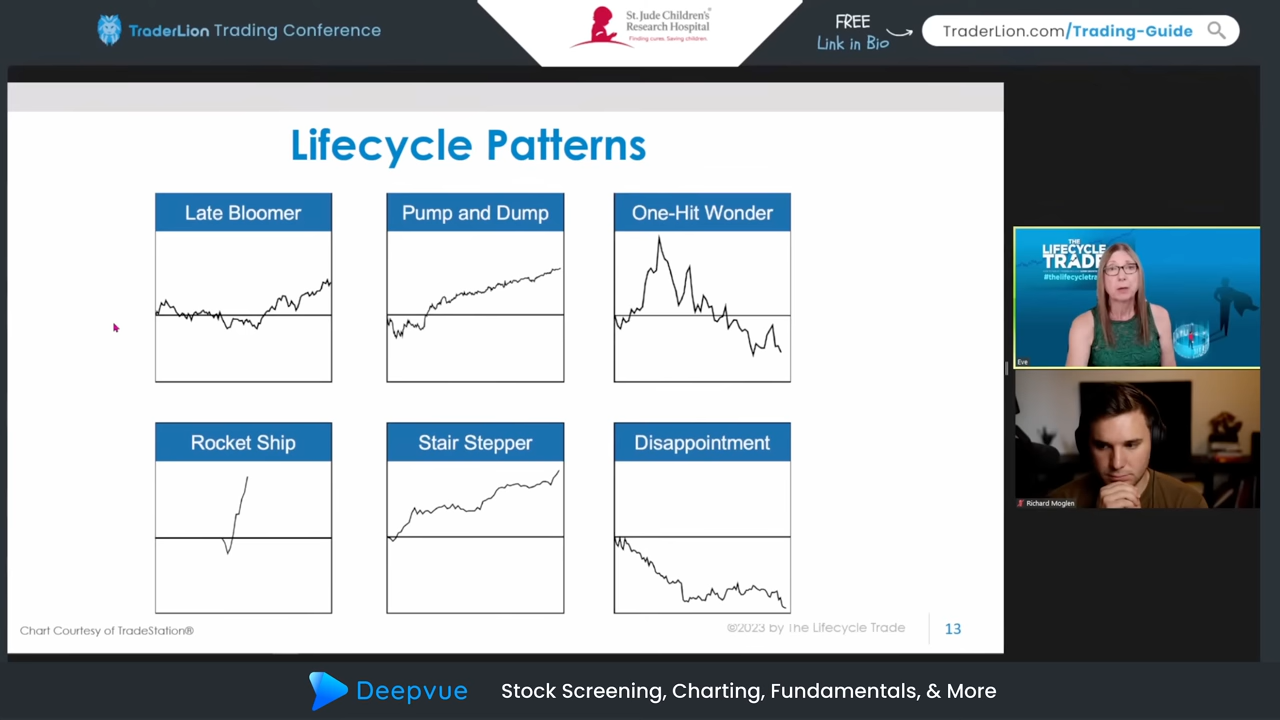 TraderLion Trading Conference
St. Jude Children's
Research Hospital
Finding cures. Saving children.
FREE
Link in Bio
TraderLion.com/Trading-Guide
Lifecycle Patterns
Late Bloomer
Pump and Dump
One-Hit Wonder
Rocket Ship
Stair Stepper
Disappointment
Chart Courtesy of TradeStation®
©2023 by The Lifecycle Trade
13
THE
LIFECYCLE
TRADE
#thelifecycletra
Eve
Richard Moglen
Deepvue
Stock Screening, Charting, Fundamentals, & More